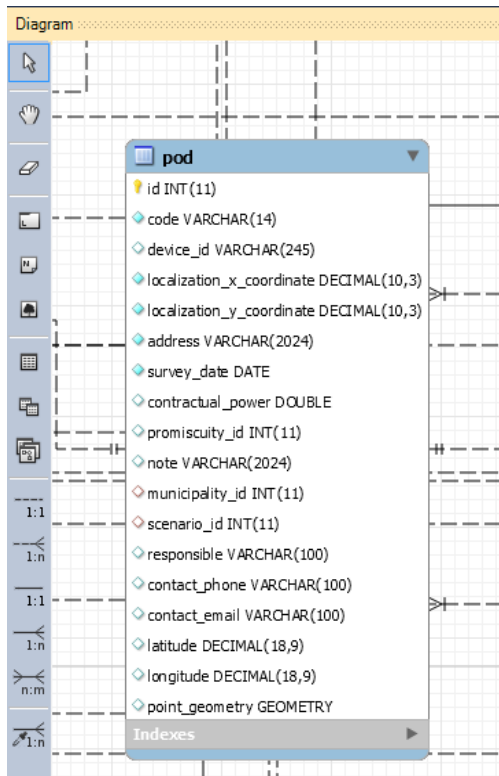 Diagram
pod
id INT(11)
code VARCHAR(14)
device_id VARCHAR(245)
localization_x_coordinate DECIMAL(10,3)
localization_y_coordinate DECIMAL(10,3)
address VARCHAR(2024)
survey_date DATE
contractual_power DOUBLE
promiscuity_id INT(11)
note VARCHAR(2024)
municipality_id INT(11)
scenario_id INT(11)
responsible VARCHAR(100)
contact_phone VARCHAR(100)
contact_email VARCHAR(100)
latitude DECIMAL(18,9)
longitude DECIMAL(18,9)
point_geometry GEOMETRY
Indexes
1:1
1:n
1:1
1:n
n:m
1:n